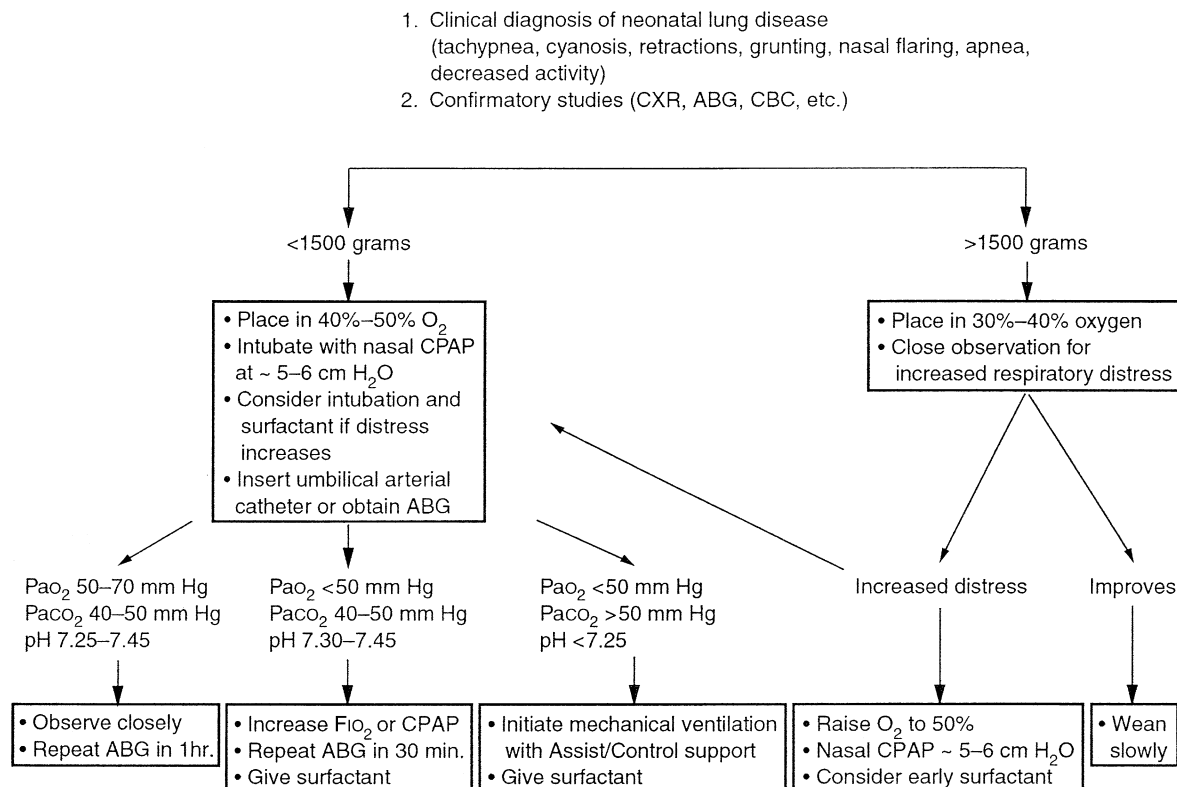 1. Clinical diagnosis of neonatal lung disease
(tachypnea, cyanosis, retractions, grunting, nasal flaring, apnea,
decreased activity)
2. Confirmatory studies (CXR, ABG, CBC, etc.)
<1500 grams
>1500 grams
• Place in 40%–50% O₂
• Intubate with nasal CPAP
at ~ 5–6 cm H₂O
• Consider intubation and
surfactant if distress
increases
• Insert umbilical arterial
catheter or obtain ABG
• Place in 30%–40% oxygen
• Close observation for
increased respiratory distress
Pao₂ 50–70 mm Hg
Paco₂ 40–50 mm Hg
pH 7.25–7.45
Pao₂ <50 mm Hg
Paco₂ 40–50 mm Hg
pH 7.30–7.45
Pao₂ <50 mm Hg
Paco₂ >50 mm Hg
pH <7.25
Increased distress
Improves
• Observe closely
• Repeat ABG in 1hr.
• Increase FIO₂ or CPAP
• Repeat ABG in 30 min.
• Give surfactant
• Initiate mechanical ventilation
with Assist/Control support
• Give surfactant
• Raise O₂ to 50%
• Nasal CPAP ~ 5–6 cm H₂O
• Consider early surfactant
• Wean
slowly